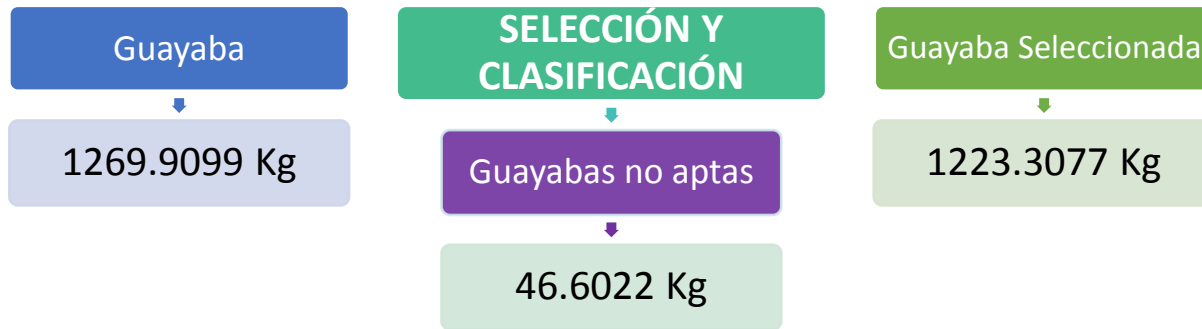 Guayaba
1269.9099 Kg
SELECCIÓN Y
CLASIFICACIÓN
Guayabas no aptas
46.6022 Kg
Guayaba Seleccionada
1223.3077 Kg